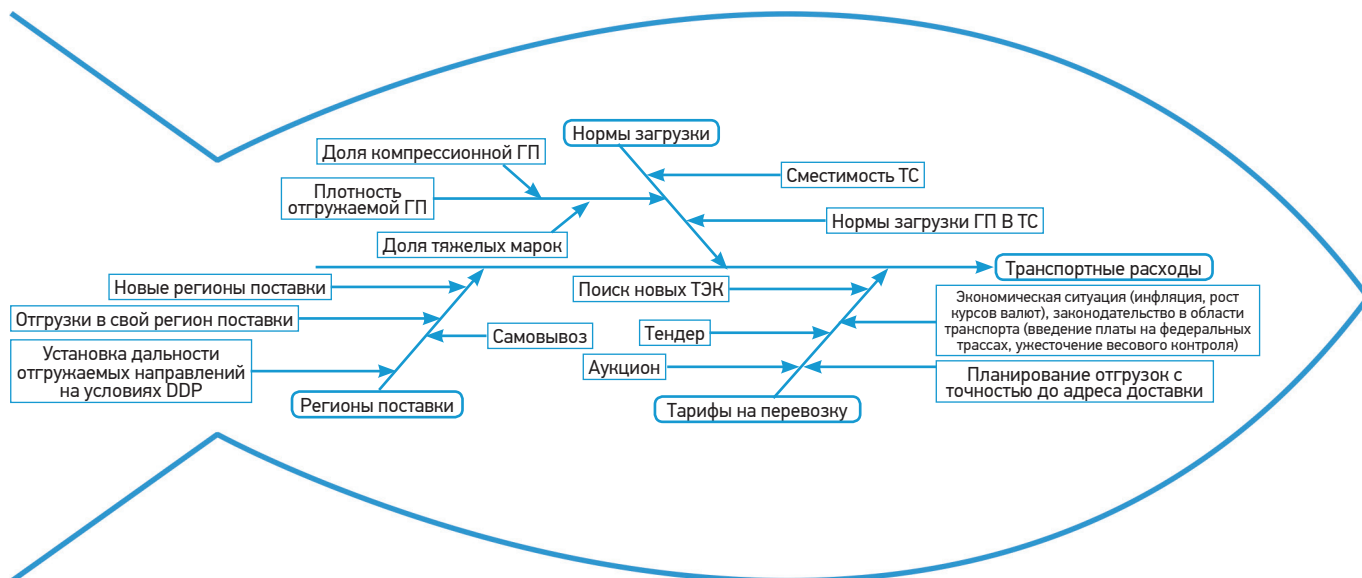 Нормы загрузки
Доля компрессионной ГП
Сместимость ТС
Плотность
отгружаемой ГП
Нормы загрузки ГП В ТС
Доля тяжелых марок
Транспортные расходы
Новые регионы поставки
Поиск новых ТЭК
Отгрузки в свой регион поставки
Самовывоз
Тендер
Экономическая ситуация (инфляция, рост
курсов валют), законодательство в области
транспорта (введение платы на федеральных
трассах, ужесточение весового контроля)
Установка дальности
отгружаемых направлений
на условиях DDP
Аукцион
Планирование отгрузок с
точностью до адреса доставки
Регионы поставки
Тарифы на перевозку